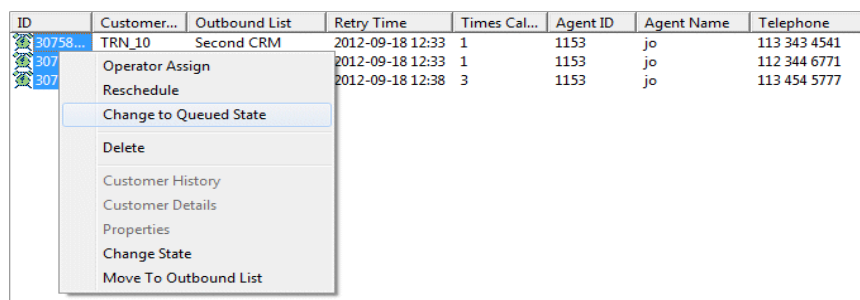 ID Customer... Outbound List Retry Time Times Cal... Agent ID Agent Name Telephone
30758... TRN_10 Second CRM 2012-09-18 12:33 1 1153 jo 113 343 4541
307 2012-09-18 12:33 1 1153 jo 112 344 6771
307 2012-09-18 12:38 3 1153 jo 113 454 5777
Operator Assign
Reschedule
Change to Queued State
Delete
Customer History
Customer Details
Properties
Change State
Move To Outbound List